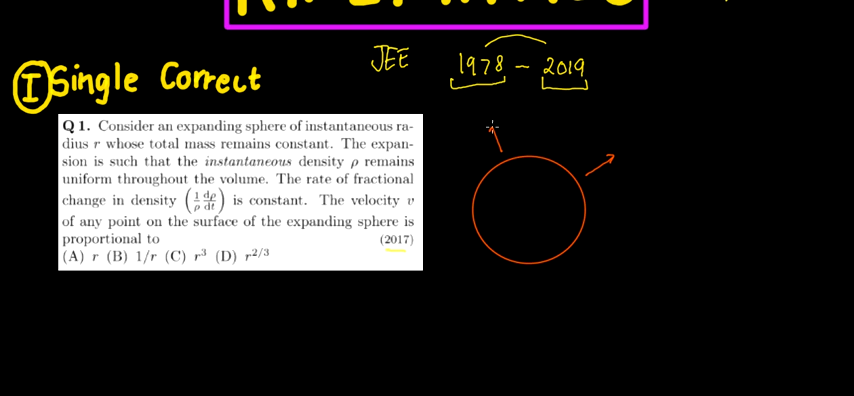 JEE 1978 - 2019
I Single Correct
Q 1. Consider an expanding sphere of instantaneous ra-
dius r whose total mass remains constant. The expan-
sion is such that the instantaneous density ρ remains
uniform throughout the volume. The rate of fractional
change in density (1/ρ dρ/dt) is constant. The velocity v
of any point on the surface of the expanding sphere is
proportional to (2017)
(A) r (B) 1/r (C) r³ (D) r^{2/3}